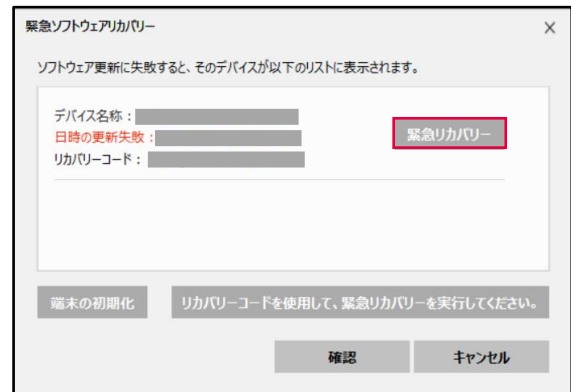 緊急ソフトウェアリカバリー
ソフトウェア更新に失敗すると、そのデバイスが以下のリストに表示されます。
デバイス名称：
日時の更新失敗：
緊急リカバリー
リカバリーコード：
端末の初期化
リカバリーコードを使用して、緊急リカバリーを実行してください。
確認
キャンセル